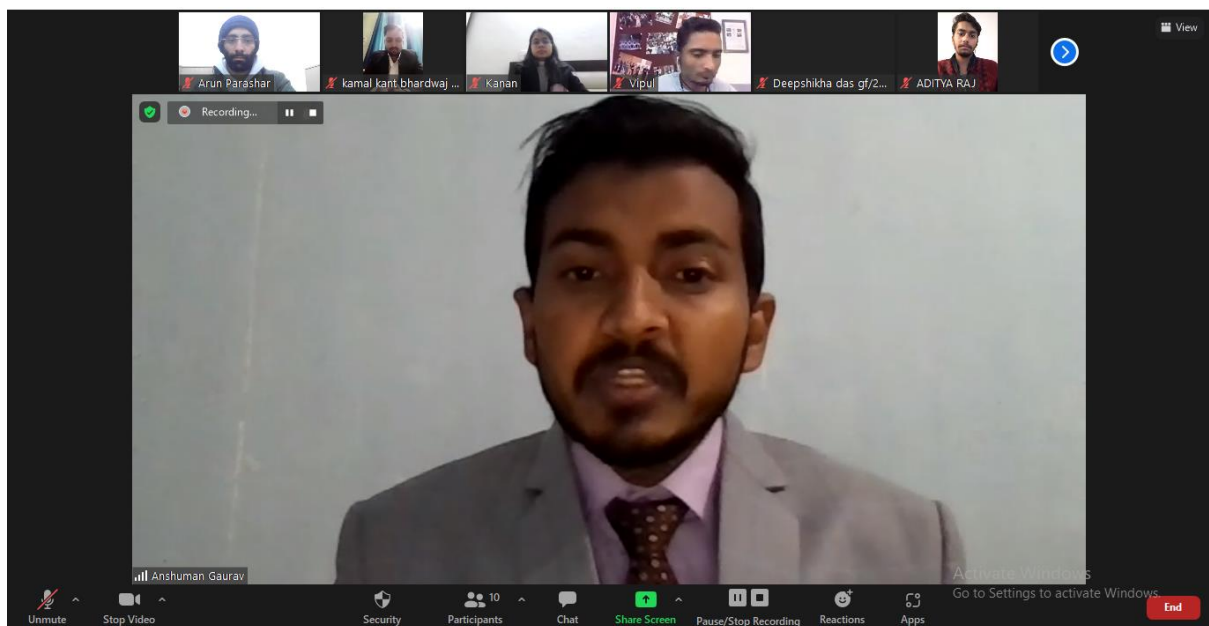 View
Arun Parashar
kamal kant bhardwaj ...
Kanan
Vipul
Deepshikha das gf/2...
ADITYA RAJ
Recording...
Anshuman Gaurav
Activate Windows
Go to Settings to activate Windows.
Unmute
Stop Video
Security
10
Participants
Chat
Share Screen
Pause/Stop Recording
Reactions
Apps
End